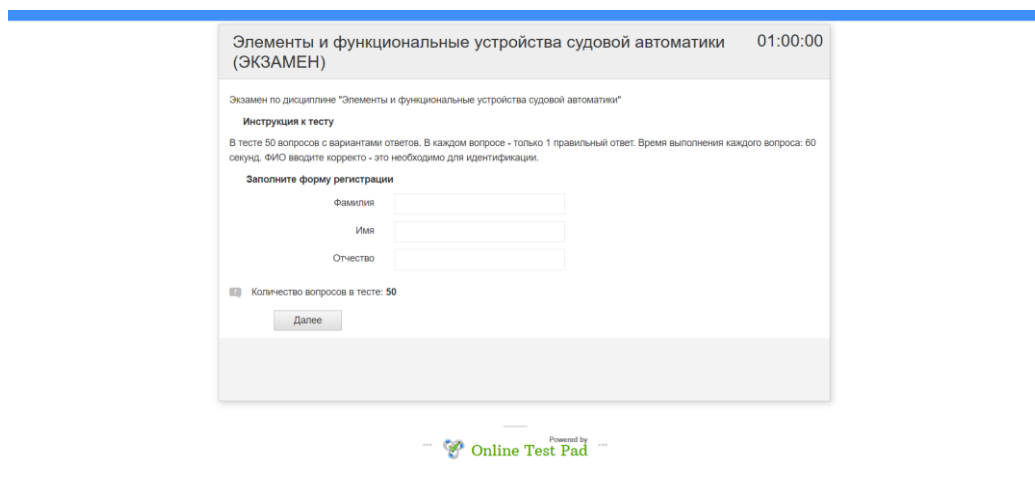 Элементы и функциональные устройства судовой автоматики 01:00:00
(ЭКЗАМЕН)
Экзамен по дисциплине "Элементы и функциональные устройства судовой автоматики"
Инструкция к тесту
В тесте 50 вопросов с вариантами ответов. В каждом вопросе - только 1 правильный ответ. Время выполнения каждого вопроса: 60
секунд. ФИО вводите корректно - это необходимо для идентификации.
Заполните форму регистрации
Фамилия
Имя
Отчество
Количество вопросов в тесте: 50
Далее
Powered by
Online Test Pad